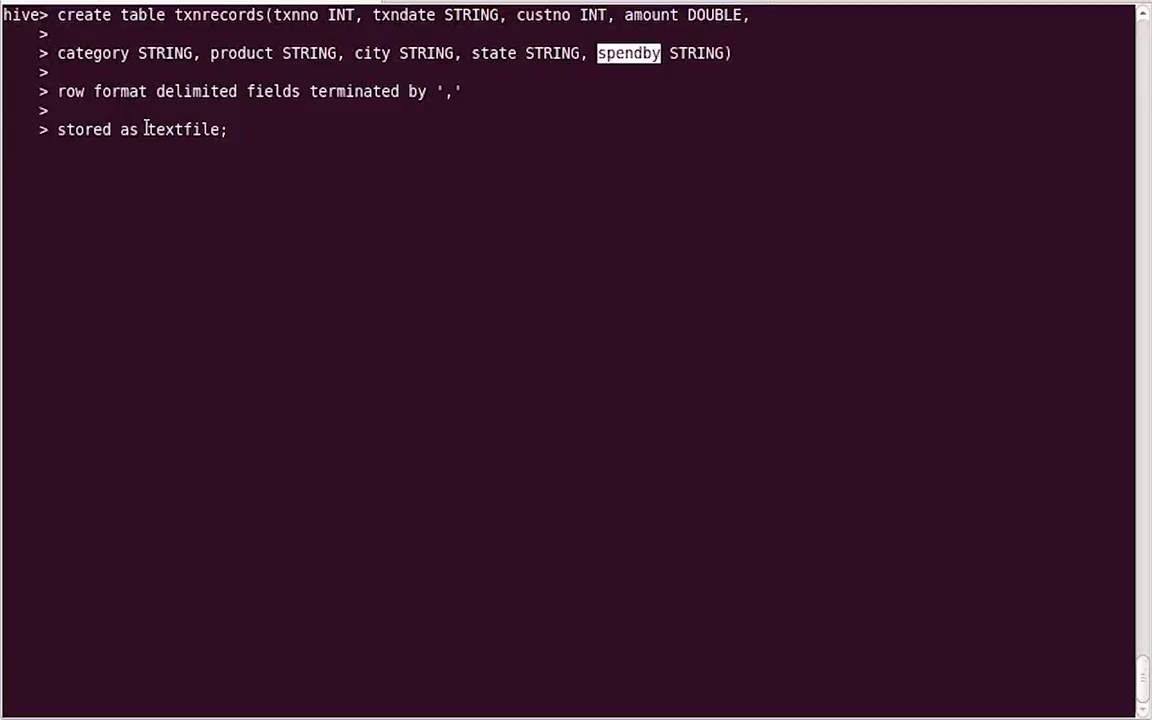 hive> create table txnrecords(txnno INT, txndate STRING, custno INT, amount DOUBLE,
>
> category STRING, product STRING, city STRING, state STRING, spendby STRING)
>
> row format delimited fields terminated by ','
>
> stored as textfile;